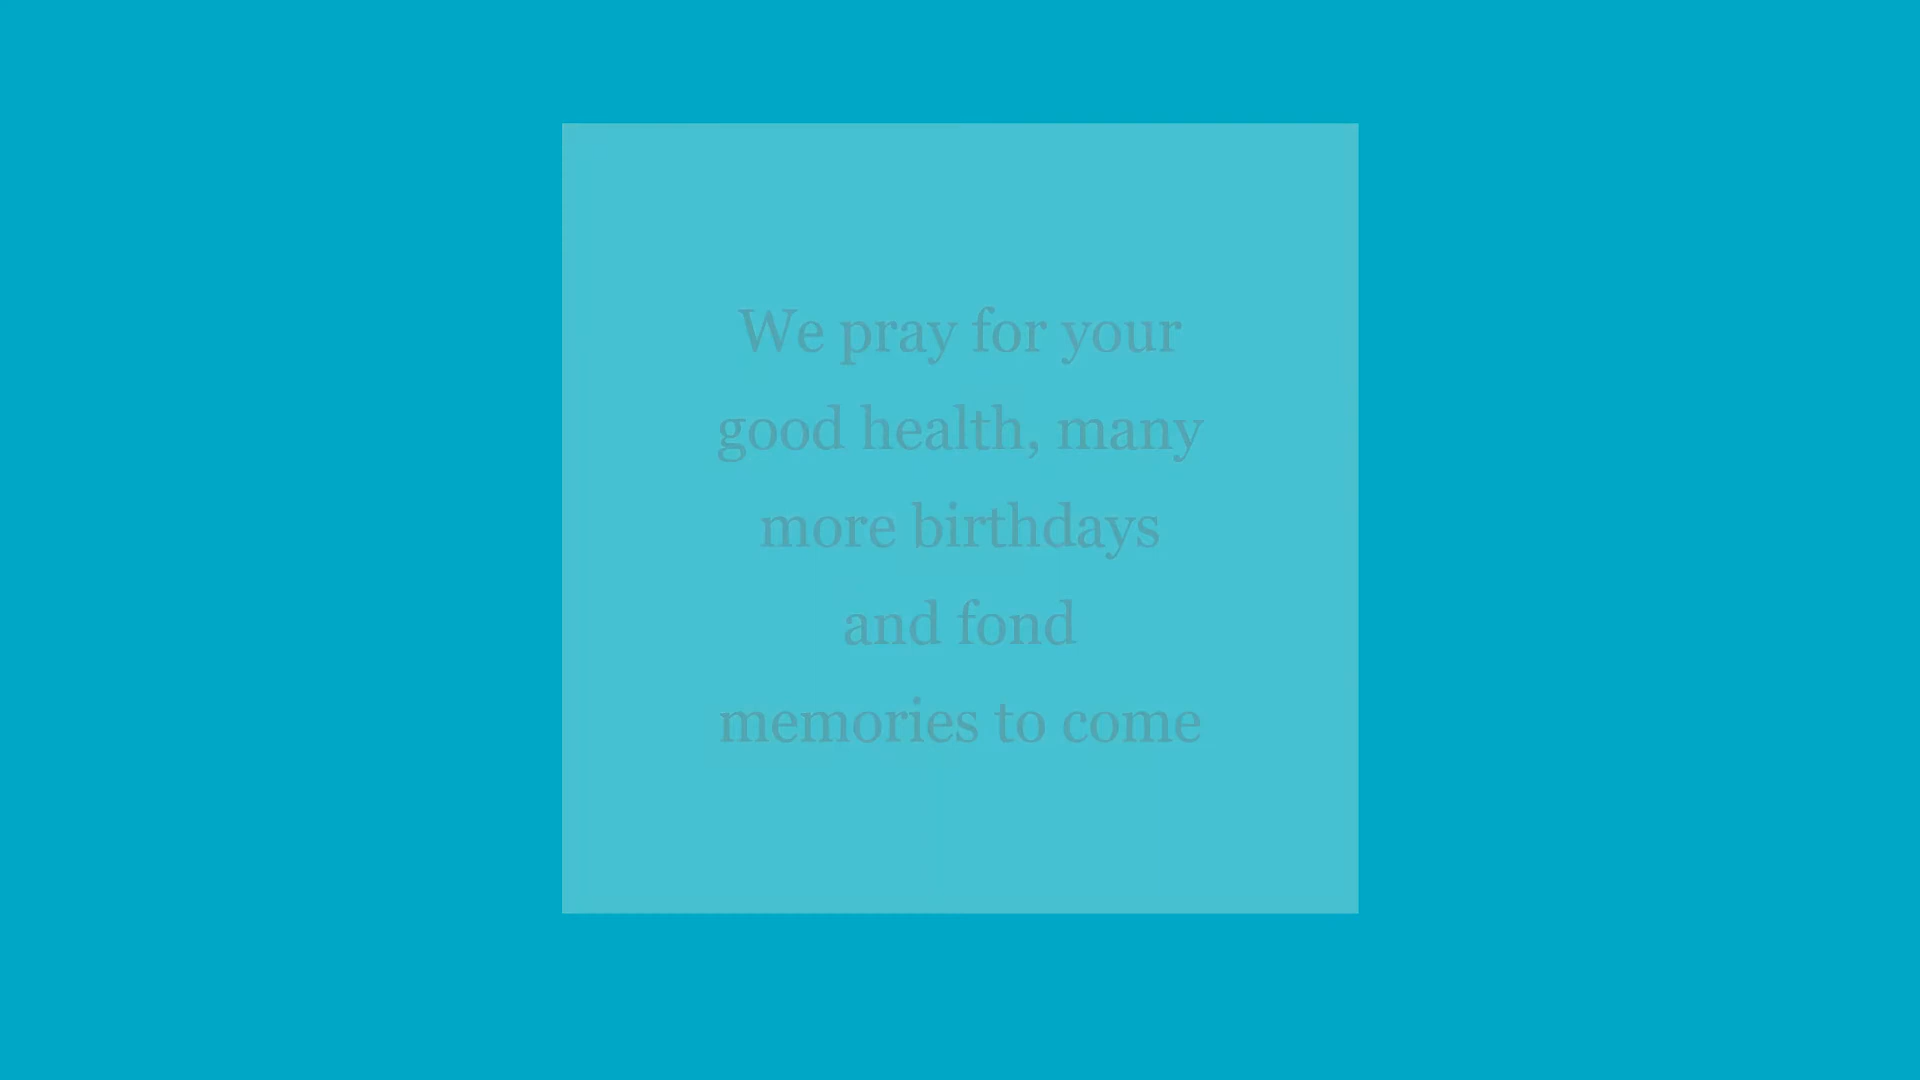 We pray for your
good health, many
more birthdays
and fond
memories to come